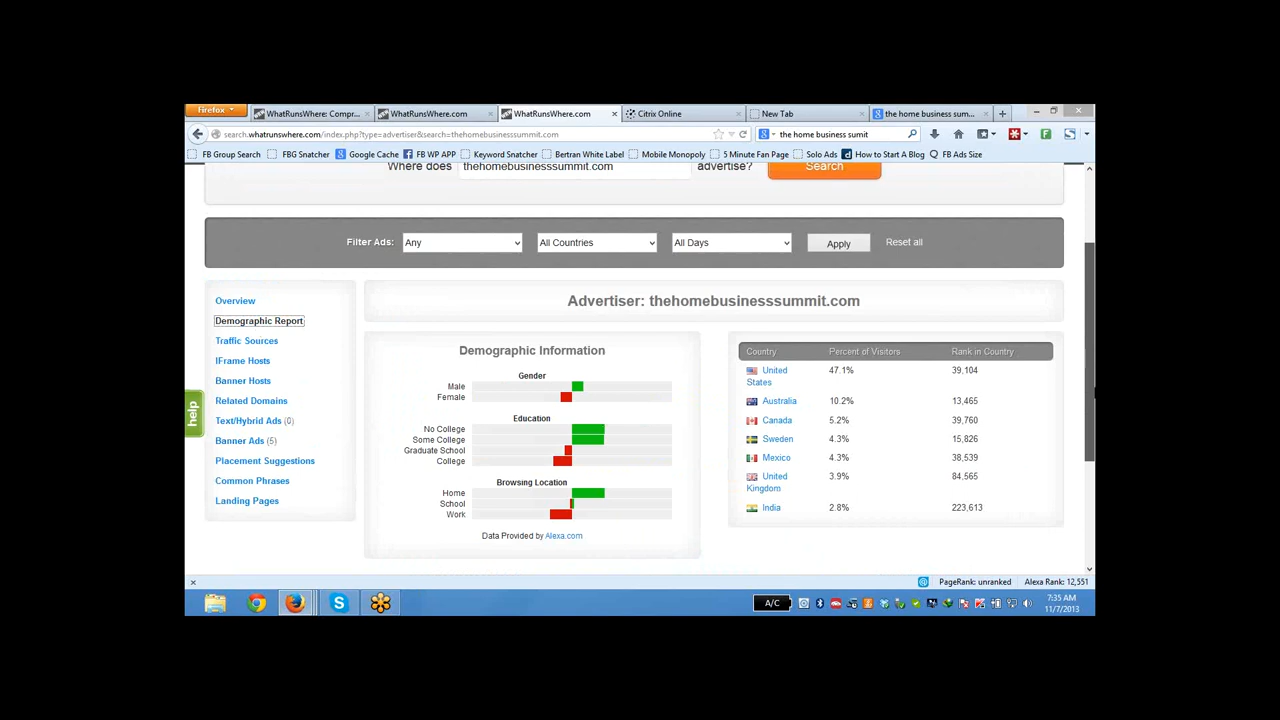 Firefox
WhatRunsWhere: Compr...
WhatRunsWhere.com
WhatRunsWhere.com
Citrix Online
New Tab
the home business sum...
search.whatrunswhere.com/index.php?type=advertiser&search=thehomebusinesssummit.com
the home business sumit
FB Group Search
FBG Snatcher
Google Cache
FB WP APP
Keyword Snatcher
Bertran White Label
Mobile Monopoly
5 Minute Fan Page
Solo Ads
How to Start A Blog
FB Ads Size
Where does thehomebusinesssummit.com advertise? Search
Filter Ads: Any All Countries All Days Apply Reset all
help
Overview
Demographic Report
Traffic Sources
IFrame Hosts
Banner Hosts
Related Domains
Text/Hybrid Ads (0)
Banner Ads (5)
Placement Suggestions
Common Phrases
Landing Pages
Advertiser: thehomebusinesssummit.com
Demographic Information
Gender
Male
Female
Education
No College
Some College
Graduate School
College
Browsing Location
Home
School
Work
Data Provided by Alexa.com
Country Percent of Visitors Rank in Country
United States 47.1% 39,104
Australia 10.2% 13,465
Canada 5.2% 39,760
Sweden 4.3% 15,826
Mexico 4.3% 38,539
United Kingdom 3.9% 84,565
India 2.8% 223,613
PageRank: unranked Alexa Rank: 12,551
A/C
7:35 AM
11/7/2013